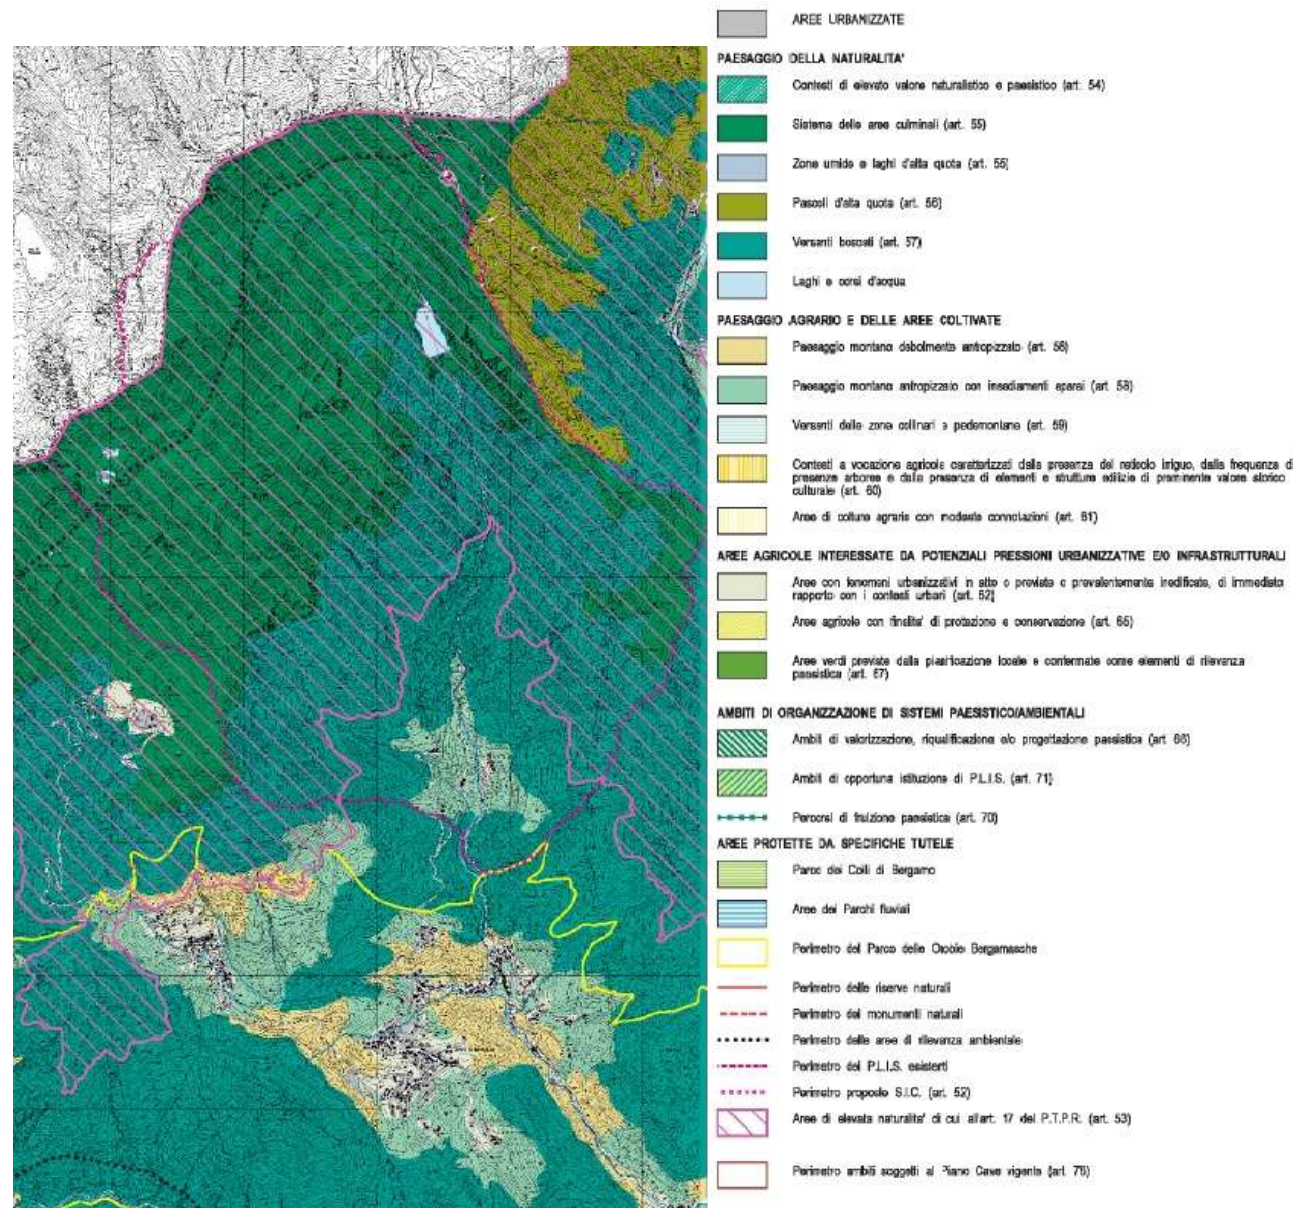 AREE URBANIZZATE
PAESAGGIO DELLA NATURALITA'
Contesti di elevato valore naturalistico e paesistico (art. 54)
Sistema delle aree culminali (art. 55)
Zone umide e laghi d'alta quota (art. 55)
Pascoli d'alta quota (art. 56)
Versanti boscati (art. 57)
Laghi e corsi d'acqua
PAESAGGIO AGRARIO E DELLE AREE COLTIVATE
Paesaggio montano debolmente antropizzato (art. 58)
Paesaggio montano antropizzato con insediamenti sparsi (art. 58)
Versanti delle zone collinari e pedemontane (art. 59)
Contesti a vocazione agricola caratterizzati dalla presenza del reticolo irriguo, dalla frequenza di
presenze arboree e dalla presenza di elementi e strutture edilizie di preminente valore storico
culturale (art. 60)
Aree di colture agrarie con modeste connotazioni (art. 61)
AREE AGRICOLE INTERESSATE DA POTENZIALI PRESSIONI URBANIZZATIVE E/O INFRASTRUTTURALI
Aree con fenomeni urbanizzativi in atto o previste o prevalentemente inedificate, di immediato
rapporto con i contesti urbani (art. 62)
Aree agricole con finalita' di protezione e conservazione (art. 65)
Aree verdi previste dalla pianificazione locale e confermate come elementi di rilevanza
paesistica (art. 67)
AMBITI DI ORGANIZZAZIONE DI SISTEMI PAESISTICO/AMBIENTALI
Ambiti di valorizzazione, riqualificazione e/o progettazione paesistica (art. 66)
Ambiti di opportuna istituzione di P.L.I.S. (art. 71)
Percorsi di fruizione paesistica (art. 70)
AREE PROTETTE DA SPECIFICHE TUTELE
Parco dei Colli di Bergamo
Aree dei Parchi fluviali
Perimetro del Parco delle Orobie Bergamasche
Perimetro delle riserve naturali
Perimetro dei monumenti naturali
Perimetro delle aree di rilevanza ambientale
Perimetro dei P.L.I.S. esistenti
Perimetro proposte S.I.C. (art. 52)
Aree di elevata naturalita' di cui all'art. 17 del P.T.P.R. (art. 53)
Perimetro ambiti soggetti al Piano Cave vigente (art. 76)